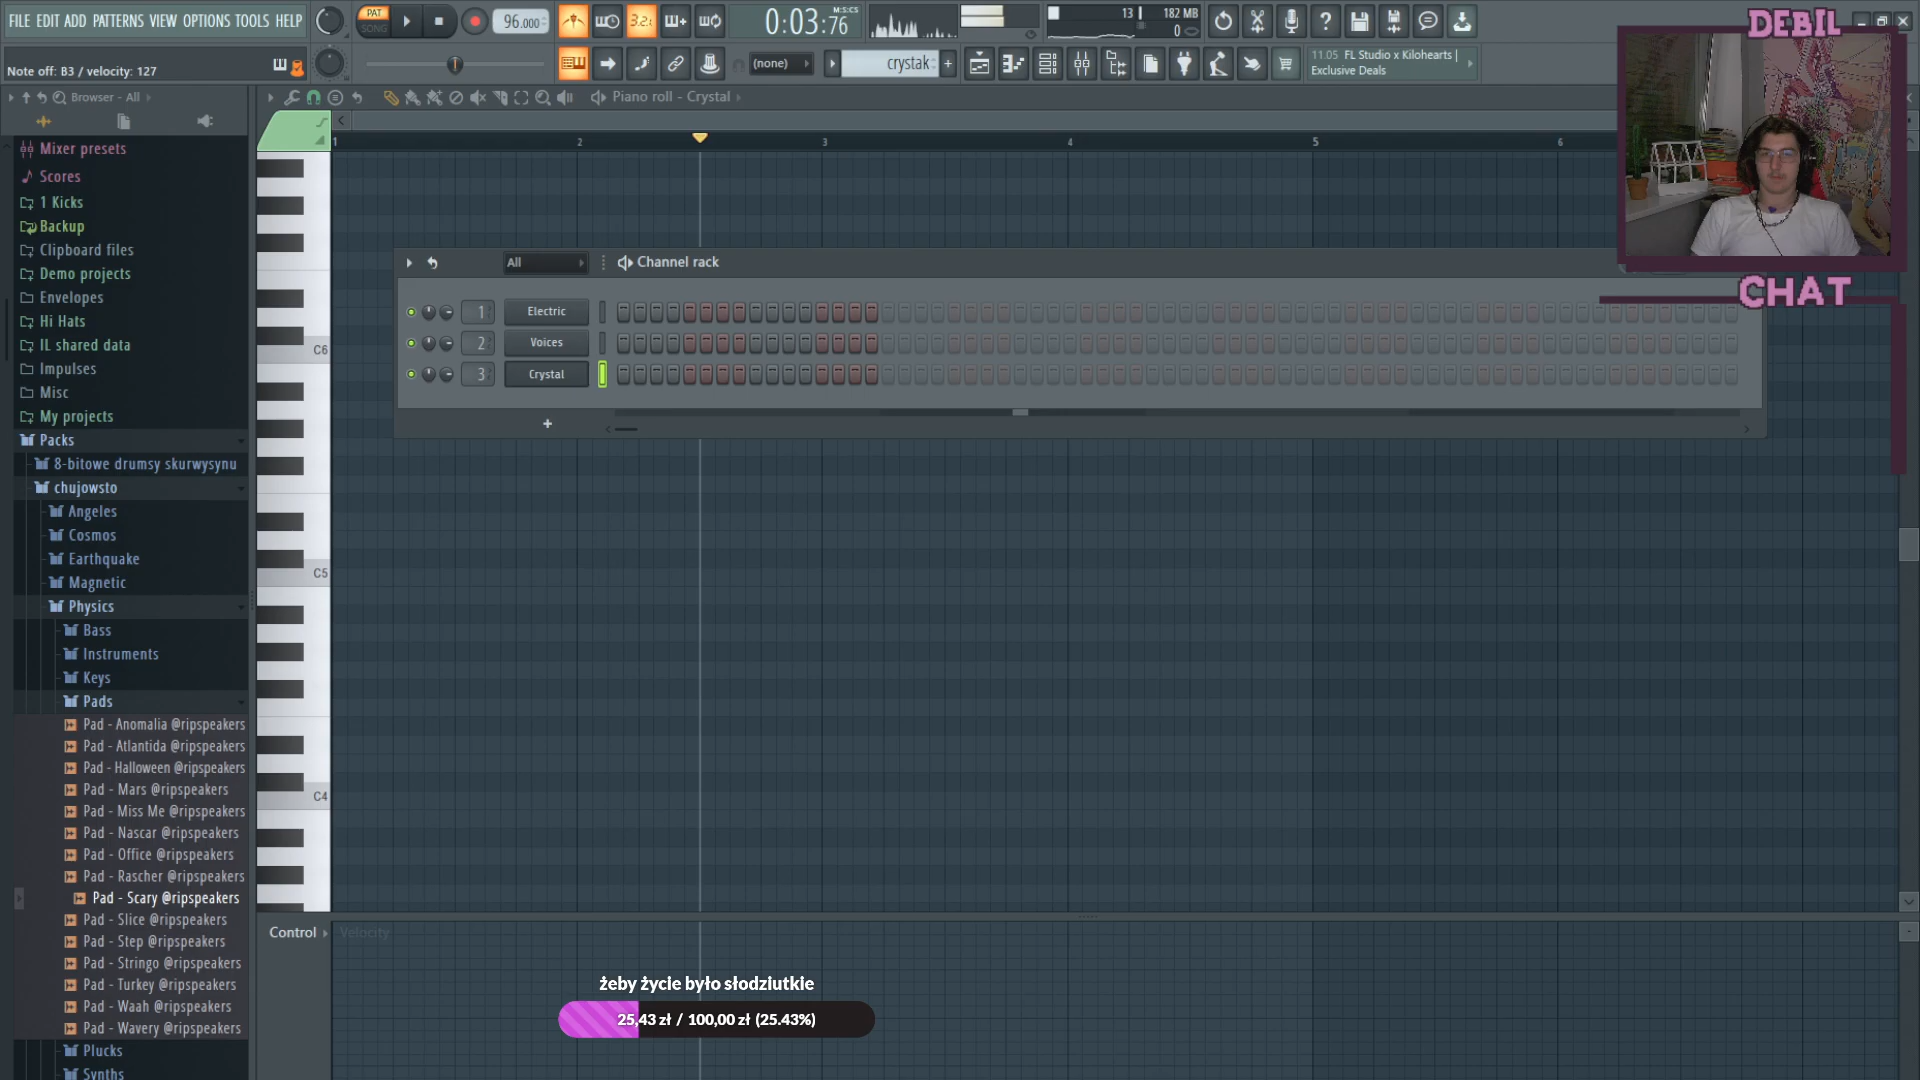 FILE EDIT ADD PATTERNS VIEW OPTIONS TOOLS HELP
PAT
SONG
96.000
3.2.
M:S:CS
0:03:76
13
182 MB
0
DEBIL
Note off: B3 / velocity: 127
(none)
crystak
+
11.05 FL Studio x Kilohearts |
Exclusive Deals
Browser - All
Piano roll - Crystal
Mixer presets
Scores
1 Kicks
Backup
Clipboard files
Demo projects
Envelopes
Hi Hats
IL shared data
Impulses
Misc
My projects
Packs
8-bitowe drumsy skurwysynu
chujowsto
Angeles
Cosmos
Earthquake
Magnetic
Physics
Bass
Instruments
Keys
Pads
Pad - Anomalia @ripspeakers
Pad - Atlantida @ripspeakers
Pad - Halloween @ripspeakers
Pad - Mars @ripspeakers
Pad - Miss Me @ripspeakers
Pad - Nascar @ripspeakers
Pad - Office @ripspeakers
Pad - Rascher @ripspeakers
Pad - Scary @ripspeakers
Pad - Slice @ripspeakers
Pad - Step @ripspeakers
Pad - Stringo @ripspeakers
Pad - Turkey @ripspeakers
Pad - Waah @ripspeakers
Pad - Wavery @ripspeakers
Plucks
Synths
1
2
3
4
5
6
C6
C5
C4
All
Channel rack
1
Electric
2
Voices
3
Crystal
+
CHAT
Control
Velocity
żeby życie było słodziutkie
25,43 zł / 100,00 zł (25.43%)